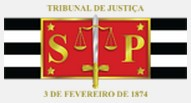 TRIBUNAL DE JUSTIÇA
S P
3 DE FEVEREIRO DE 1874